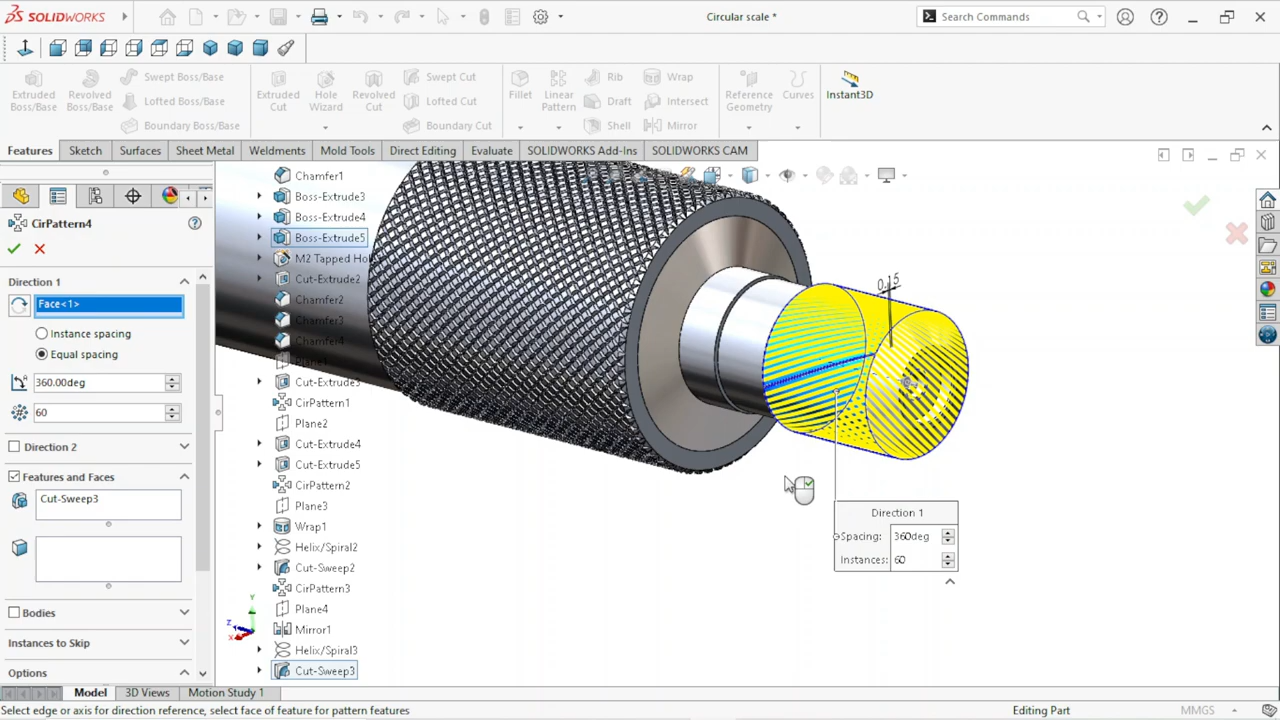 SOLIDWORKS
Circular scale *
Search Commands
Extruded Boss/Base
Revolved Boss/Base
Swept Boss/Base
Lofted Boss/Base
Boundary Boss/Base
Extruded Cut
Hole Wizard
Revolved Cut
Swept Cut
Lofted Cut
Boundary Cut
Fillet
Linear Pattern
Rib
Draft
Shell
Wrap
Intersect
Mirror
Reference Geometry
Curves
Instant3D
Features
Sketch
Surfaces
Sheet Metal
Weldments
Mold Tools
Direct Editing
Evaluate
SOLIDWORKS Add-Ins
SOLIDWORKS CAM
CirPattern4
Direction 1
Face<1>
Instance spacing
Equal spacing
360.00deg
60
Direction 2
Features and Faces
Cut-Sweep3
Bodies
Instances to Skip
Options
Chamfer1
Boss-Extrude3
Boss-Extrude4
Boss-Extrude5
M2 Tapped Ho
Cut-Extrude2
Chamfer2
Chamfer3
Chamfer4
Plane1
Cut-Extrude3
CirPattern1
Plane2
Cut-Extrude4
Cut-Extrude5
CirPattern2
Plane3
Wrap1
Helix/Spiral2
Cut-Sweep2
CirPattern3
Plane4
Mirror1
Helix/Spiral3
Cut-Sweep3
0.15
Direction 1
Spacing: 360deg
Instances: 60
Y
Z
X
Model
3D Views
Motion Study 1
Select edge or axis for direction reference, select face of feature for pattern features
Editing Part
MMGS